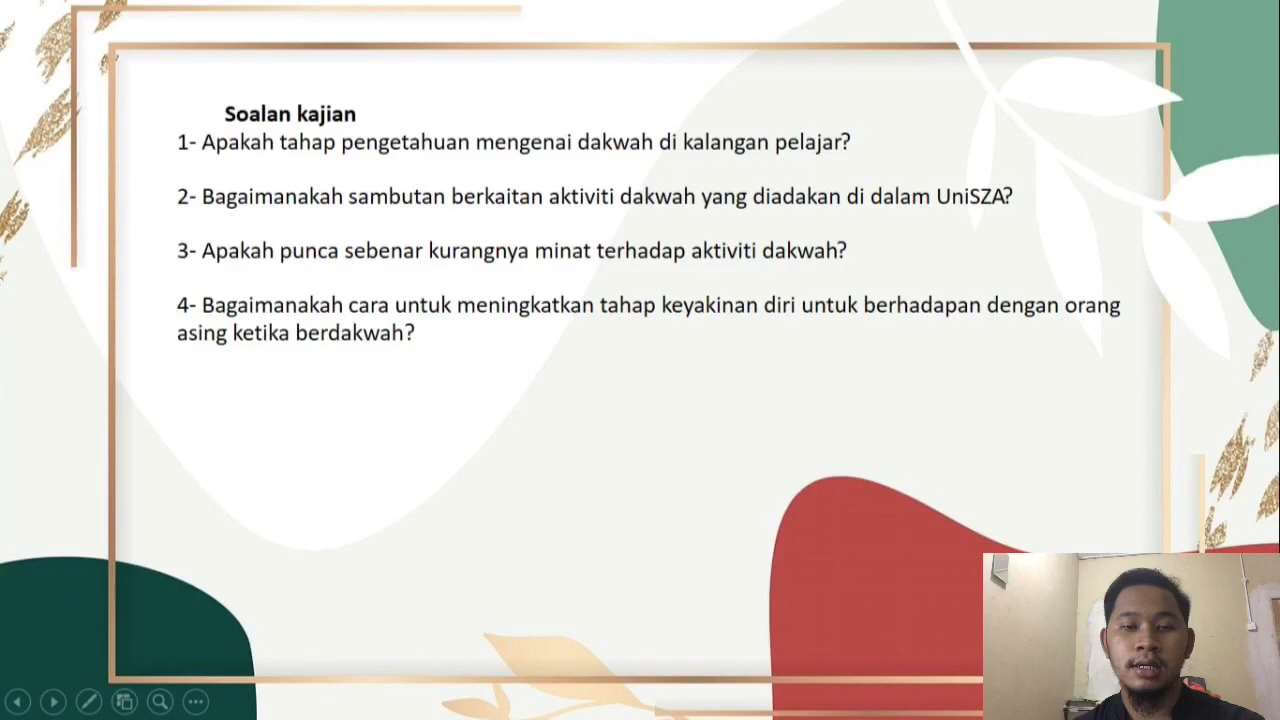 Soalan kajian
1- Apakah tahap pengetahuan mengenai dakwah di kalangan pelajar?
2- Bagaimanakah sambutan berkaitan aktiviti dakwah yang diadakan di dalam UniSZA?
3- Apakah punca sebenar kurangnya minat terhadap aktiviti dakwah?
4- Bagaimanakah cara untuk meningkatkan tahap keyakinan diri untuk berhadapan dengan orang
asing ketika berdakwah?